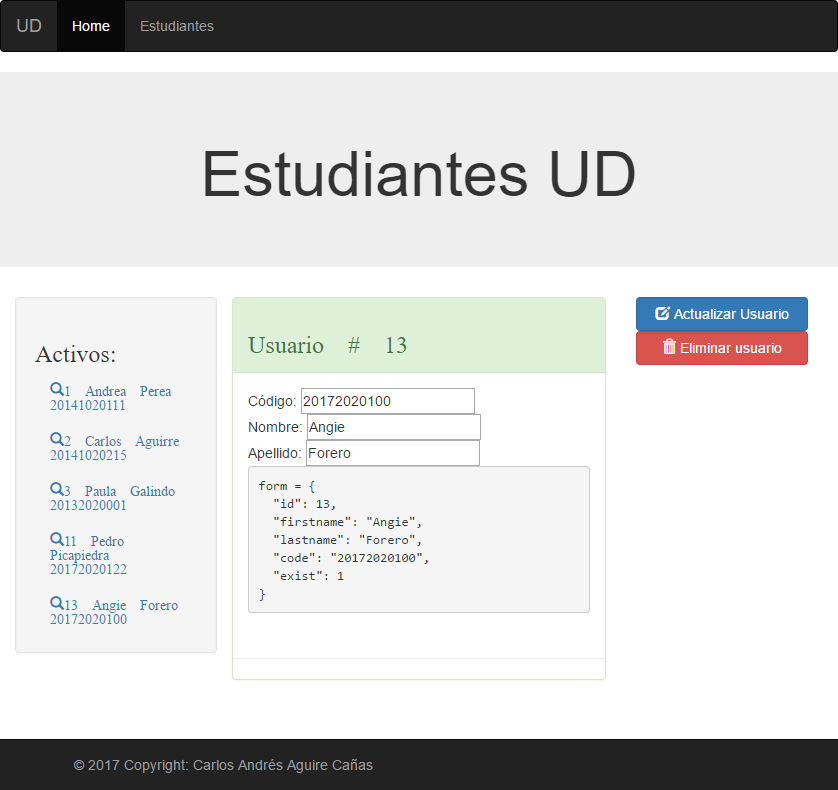 UD Home Estudiantes
Estudiantes UD
Activos:
1 Andrea Perea
20141020111
2 Carlos Aguirre
20141020215
3 Paula Galindo
20132020001
11 Pedro
Picapiedra
20172020122
13 Angie Forero
20172020100
Usuario # 13
Código: 20172020100
Nombre: Angie
Apellido: Forero
form = {
  "id": 13,
  "firstname": "Angie",
  "lastname": "Forero",
  "code": "20172020100",
  "exist": 1
}
Actualizar Usuario
Eliminar usuario
© 2017 Copyright: Carlos Andrés Aguire Cañas